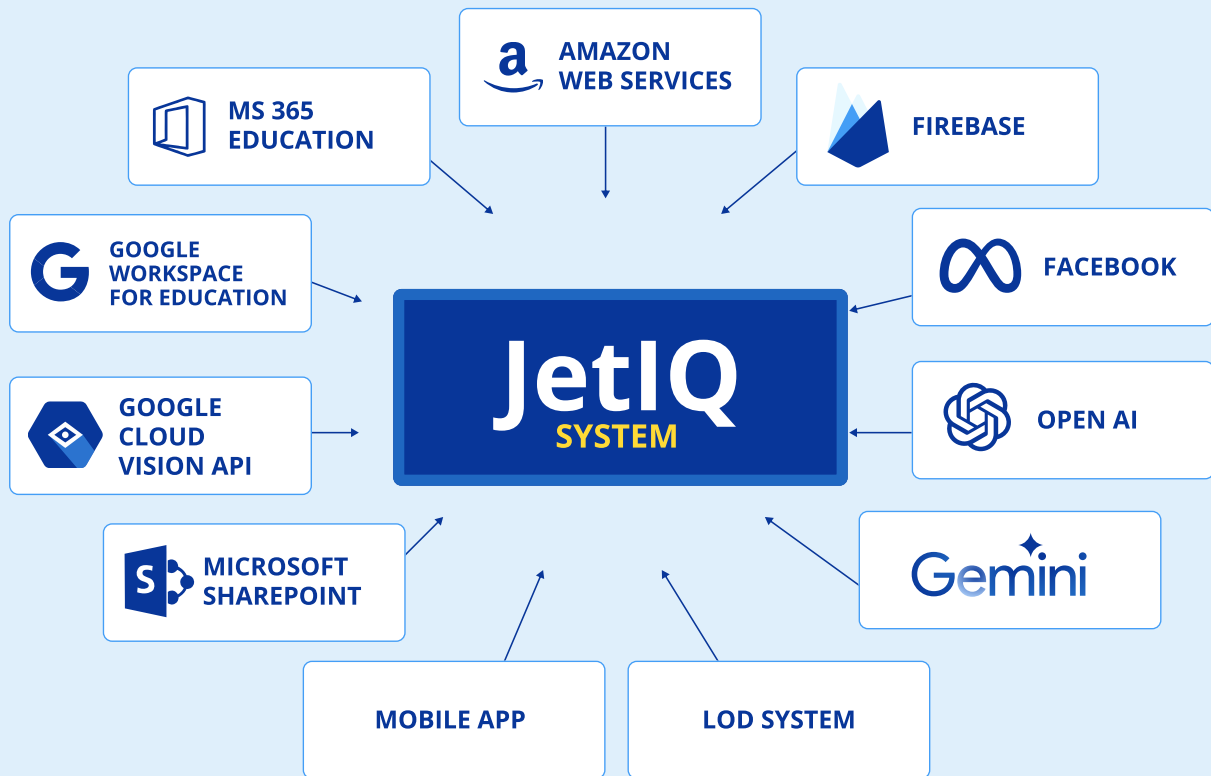 AMAZON
WEB SERVICES
MS 365
EDUCATION
FIREBASE
GOOGLE
WORKSPACE
FOR EDUCATION
FACEBOOK
JetIQ
SYSTEM
GOOGLE
CLOUD
VISION API
OPEN AI
MICROSOFT
SHAREPOINT
S
Gemini
MOBILE APP
LOD SYSTEM